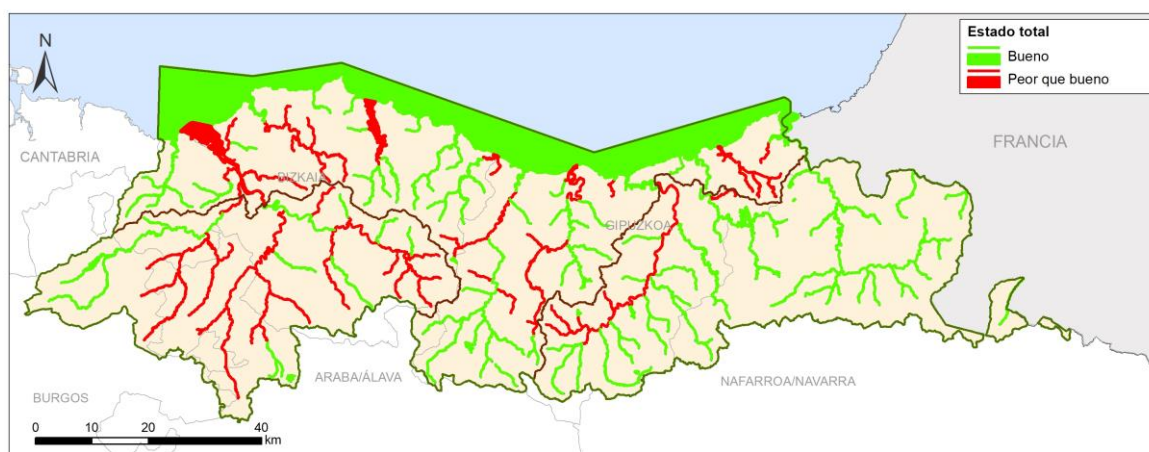 N
Estado total
Bueno
Peor que bueno
FRANCIA
CANTABRIA
BIZKAIA
GIPUZKOA
ARABA/ÁLAVA
NAFARROA/NAVARRA
BURGOS
0 10 20 40
km